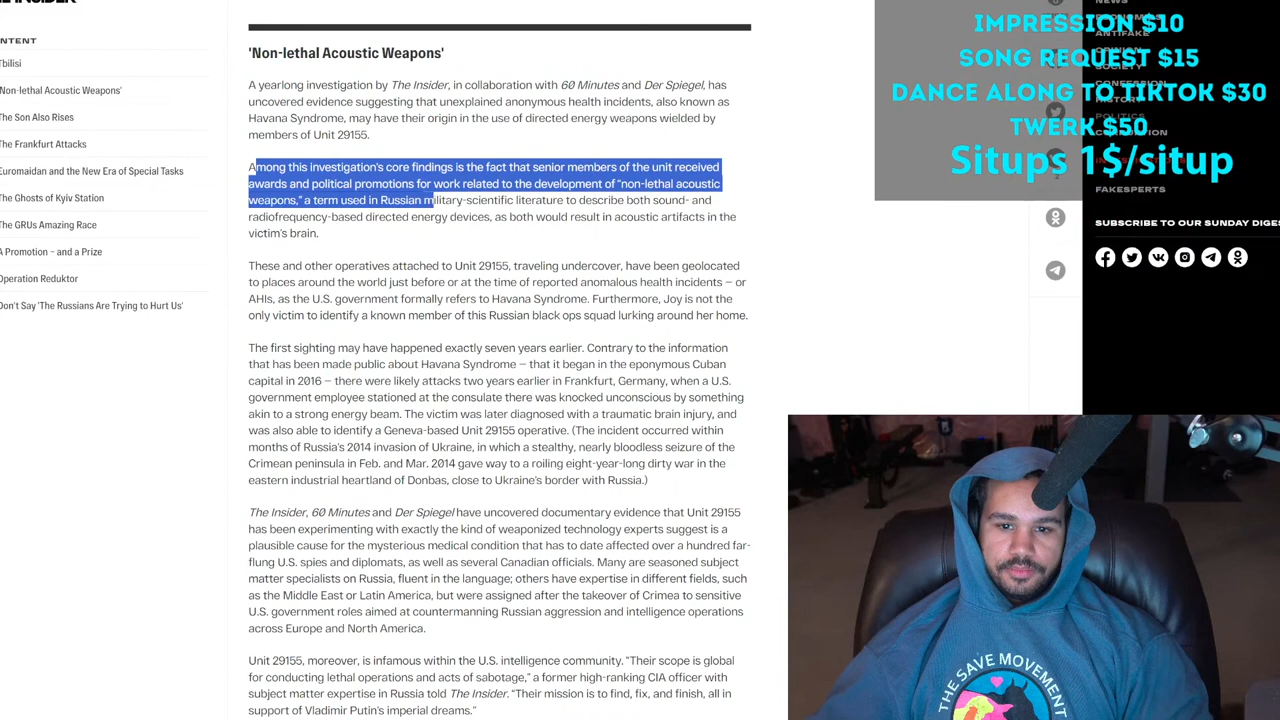 NTENT
Tbilisi
'Non-lethal Acoustic Weapons'
The Son Also Rises
The Frankfurt Attacks
Euromaidan and the New Era of Special Tasks
The Ghosts of Kyiv Station
The GRUs Amazing Race
A Promotion – and a Prize
Operation Reduktor
Don't Say 'The Russians Are Trying to Hurt Us'
'Non-lethal Acoustic Weapons'
A yearlong investigation by The Insider, in collaboration with 60 Minutes and Der Spiegel, has
uncovered evidence suggesting that unexplained anonymous health incidents, also known as
Havana Syndrome, may have their origin in the use of directed energy weapons wielded by
members of Unit 29155.
Among this investigation's core findings is the fact that senior members of the unit received
awards and political promotions for work related to the development of "non-lethal acoustic
weapons," a term used in Russian military-scientific literature to describe both sound- and
radiofrequency-based directed energy devices, as both would result in acoustic artifacts in the
victim's brain.
These and other operatives attached to Unit 29155, traveling undercover, have been geolocated
to places around the world just before or at the time of reported anomalous health incidents — or
AHIs, as the U.S. government formally refers to Havana Syndrome. Furthermore, Joy is not the
only victim to identify a known member of this Russian black ops squad lurking around her home.
The first sighting may have happened exactly seven years earlier. Contrary to the information
that has been made public about Havana Syndrome — that it began in the eponymous Cuban
capital in 2016 — there were likely attacks two years earlier in Frankfurt, Germany, when a U.S.
government employee stationed at the consulate there was knocked unconscious by something
akin to a strong energy beam. The victim was later diagnosed with a traumatic brain injury, and
was also able to identify a Geneva-based Unit 29155 operative. (The incident occurred within
months of Russia's 2014 invasion of Ukraine, in which a stealthy, nearly bloodless seizure of the
Crimean peninsula in Feb. and Mar. 2014 gave way to a roiling eight-year-long dirty war in the
eastern industrial heartland of Donbas, close to Ukraine's border with Russia.)
The Insider, 60 Minutes and Der Spiegel have uncovered documentary evidence that Unit 29155
has been experimenting with exactly the kind of weaponized technology experts suggest is a
plausible cause for the mysterious medical condition that has to date affected over a hundred far-
flung U.S. spies and diplomats, as well as several Canadian officials. Many are seasoned subject
matter specialists on Russia, fluent in the language; others have expertise in different fields, such
as the Middle East or Latin America, but were assigned after the takeover of Crimea to sensitive
U.S. government roles aimed at countermanning Russian aggression and intelligence operations
across Europe and North America.
Unit 29155, moreover, is infamous within the U.S. intelligence community. "Their scope is global
for conducting lethal operations and acts of sabotage," a former high-ranking CIA officer with
subject matter expertise in Russia told The Insider. "Their mission is to find, fix, and finish, all in
support of Vladimir Putin's imperial dreams."
IMPRESSION $10
SONG REQUEST $15
DANCE ALONG TO TIKTOK $30
TWERK $50
Situps 1$/situp
NEWS
ANTIFAKE
OPINION
SOCIETY
CONFESSION
HISTORY
POLITICS
CORRUPTION
FAKESPERTS
SUBSCRIBE TO OUR SUNDAY DIGES
THE SAVE MOVEMENT